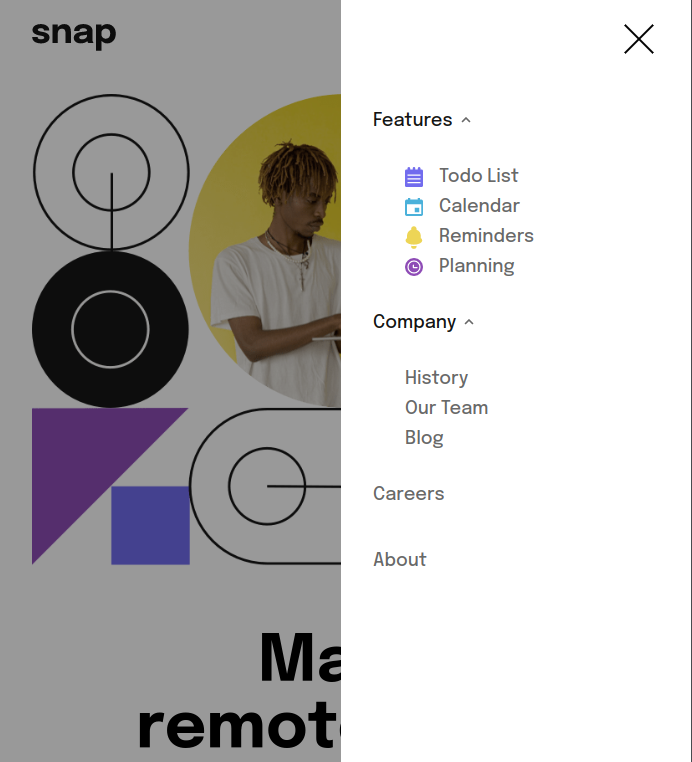 snap
Features
Todo List
Calendar
Reminders
Planning
Company
History
Our Team
Blog
Careers
About
Ma
remot